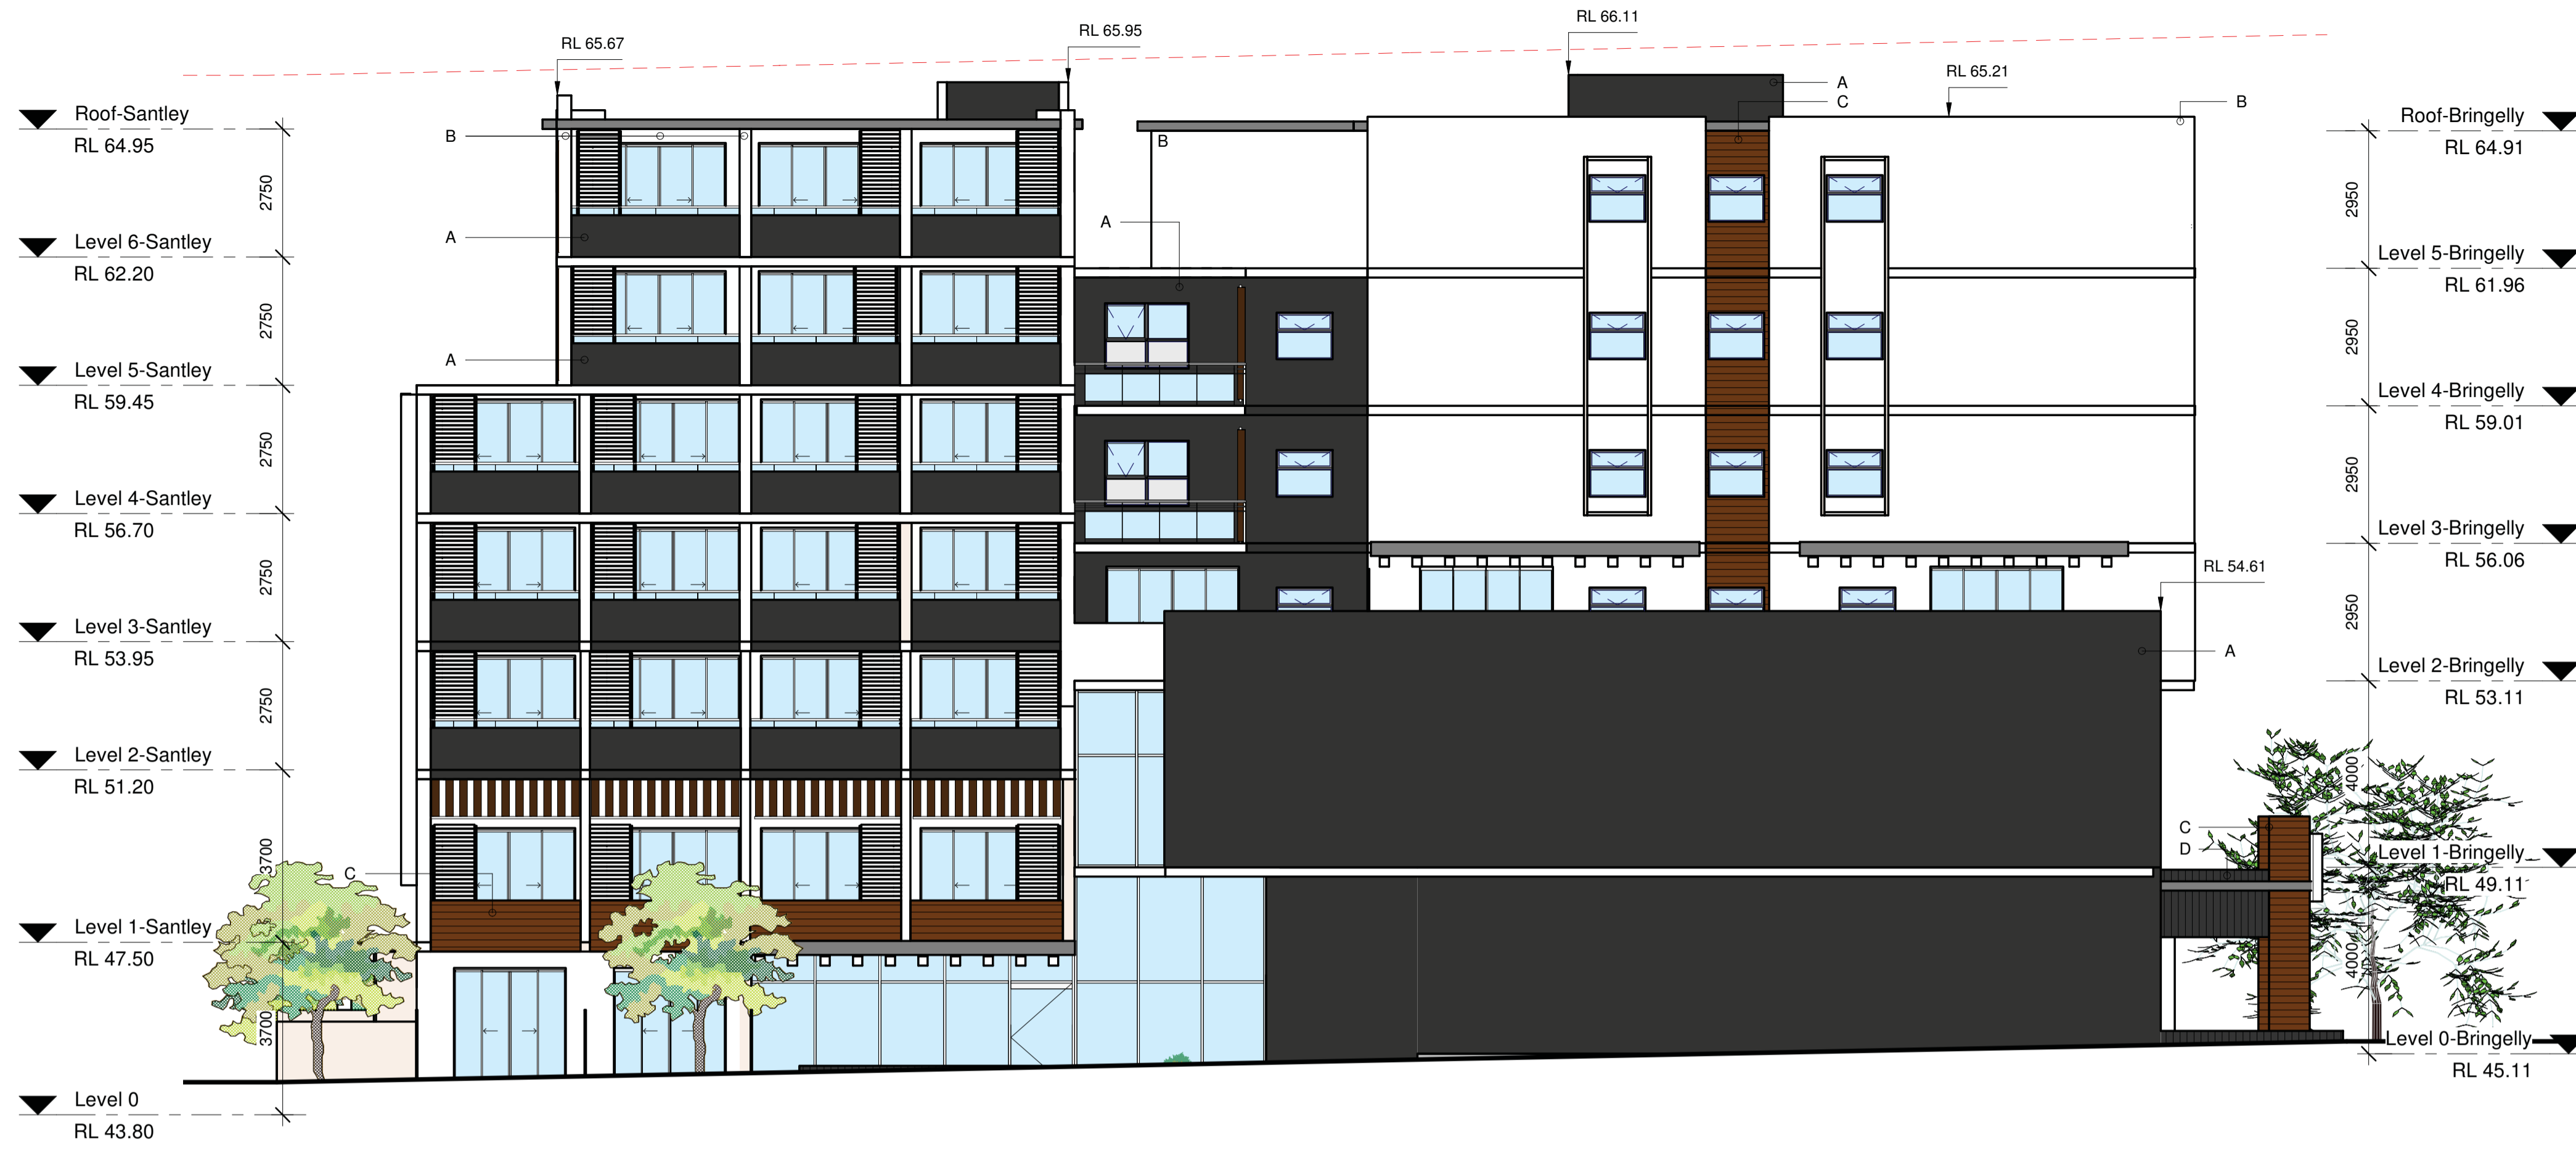 RL 66.11
RL 65.95
RL 65.67
RL 65.21
A
C
B
Roof-Santley
RL 64.95
B
B
Roof-Bringelly
RL 64.91
2750
2950
A
A
Level 6-Santley
RL 62.20
Level 5-Bringelly
RL 61.96
2750
2950
A
Level 5-Santley
RL 59.45
Level 4-Bringelly
RL 59.01
2750
2950
Level 4-Santley
RL 56.70
Level 3-Bringelly
RL 56.06
RL 54.61
2750
2950
Level 3-Santley
RL 53.95
A
Level 2-Bringelly
RL 53.11
2750
Level 2-Santley
RL 51.20
4000
C
D
3700
C
Level 1-Bringelly
RL 49.11
Level 1-Santley
RL 47.50
4000
3700
Level 0-Bringelly
RL 45.11
Level 0
RL 43.80